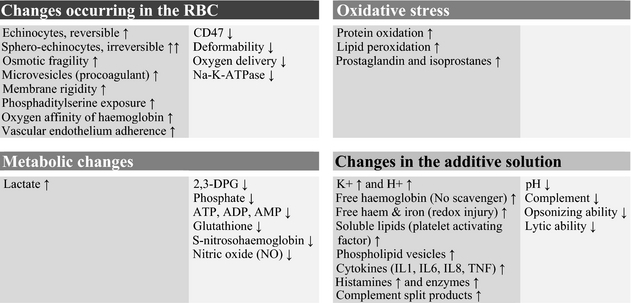 Changes occurring in the RBC
Echinocytes, reversible ↑
Sphero-echinocytes, irreversible ↑↑
Osmotic fragility ↑
Microvesicles (procoagulant) ↑
Membrane rigidity ↑
Phosphaditylserine exposure ↑
Oxygen affinity of haemoglobin ↑
Vascular endothelium adherence ↑
CD47 ↓
Deformability ↓
Oxygen delivery ↓
Na-K-ATPase ↓
Oxidative stress
Protein oxidation ↑
Lipid peroxidation ↑
Prostaglandin and isoprostanes ↑
Metabolic changes
Lactate ↑
2,3-DPG ↓
Phosphate ↓
ATP, ADP, AMP ↓
Glutathione ↓
S-nitrosohaemoglobin ↓
Nitric oxide (NO) ↓
Changes in the additive solution
K+ ↑ and H+ ↑
Free haemoglobin (No scavenger) ↑
Free haem & iron (redox injury) ↑
Soluble lipids (platelet activating
factor) ↑
Phospholipid vesicles ↑
Cytokines (IL1, IL6, IL8, TNF) ↑
Histamines ↑ and enzymes ↑
Complement split products ↑
pH ↓
Complement ↓
Opsonizing ability ↓
Lytic ability ↓